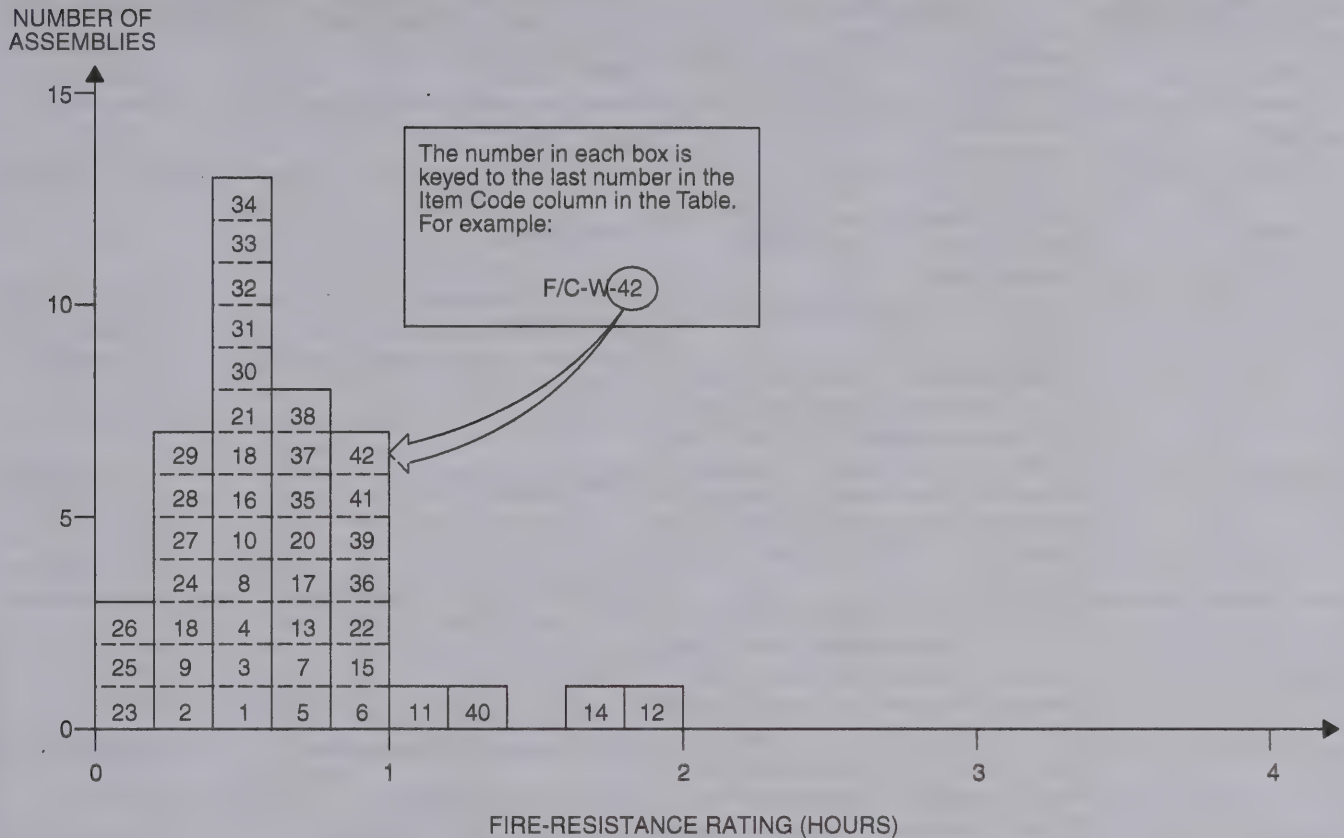 NUMBER OF
ASSEMBLIES
15
The number in each box is
keyed to the last number in the
Item Code column in the Table.
For example:
F/C-W-42
34
33
32
10
31
30
21 38
29 18 37 42
28 16 35 41
5
27 10 20 39
24 8 17 36
26 18 4 13 22
25 9 3 7 15
23 2 1 5 6 11 40 14 12
0
0 1 2 3 4
FIRE-RESISTANCE RATING (HOURS)